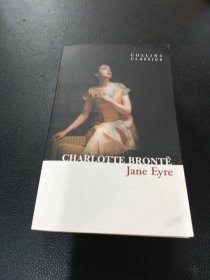 COLLINS
CLASSICS
CHARLOTTE BRONTË
Jane Eyre